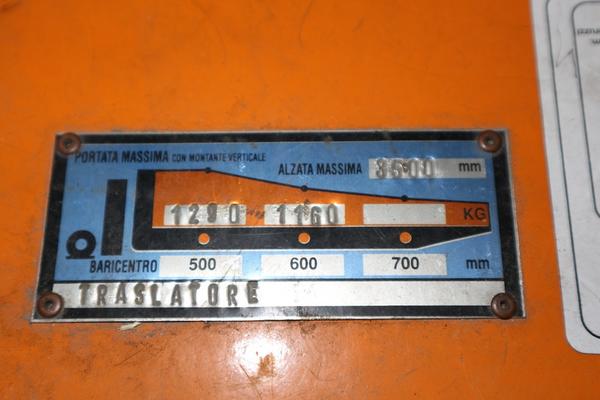 PORTATA MASSIMA CON MONTANTE VERTICALE
ALZATA MASSIMA 3500 mm
1290 1160 KG
BARICENTRO 500 600 700 mm
TRASLATORE